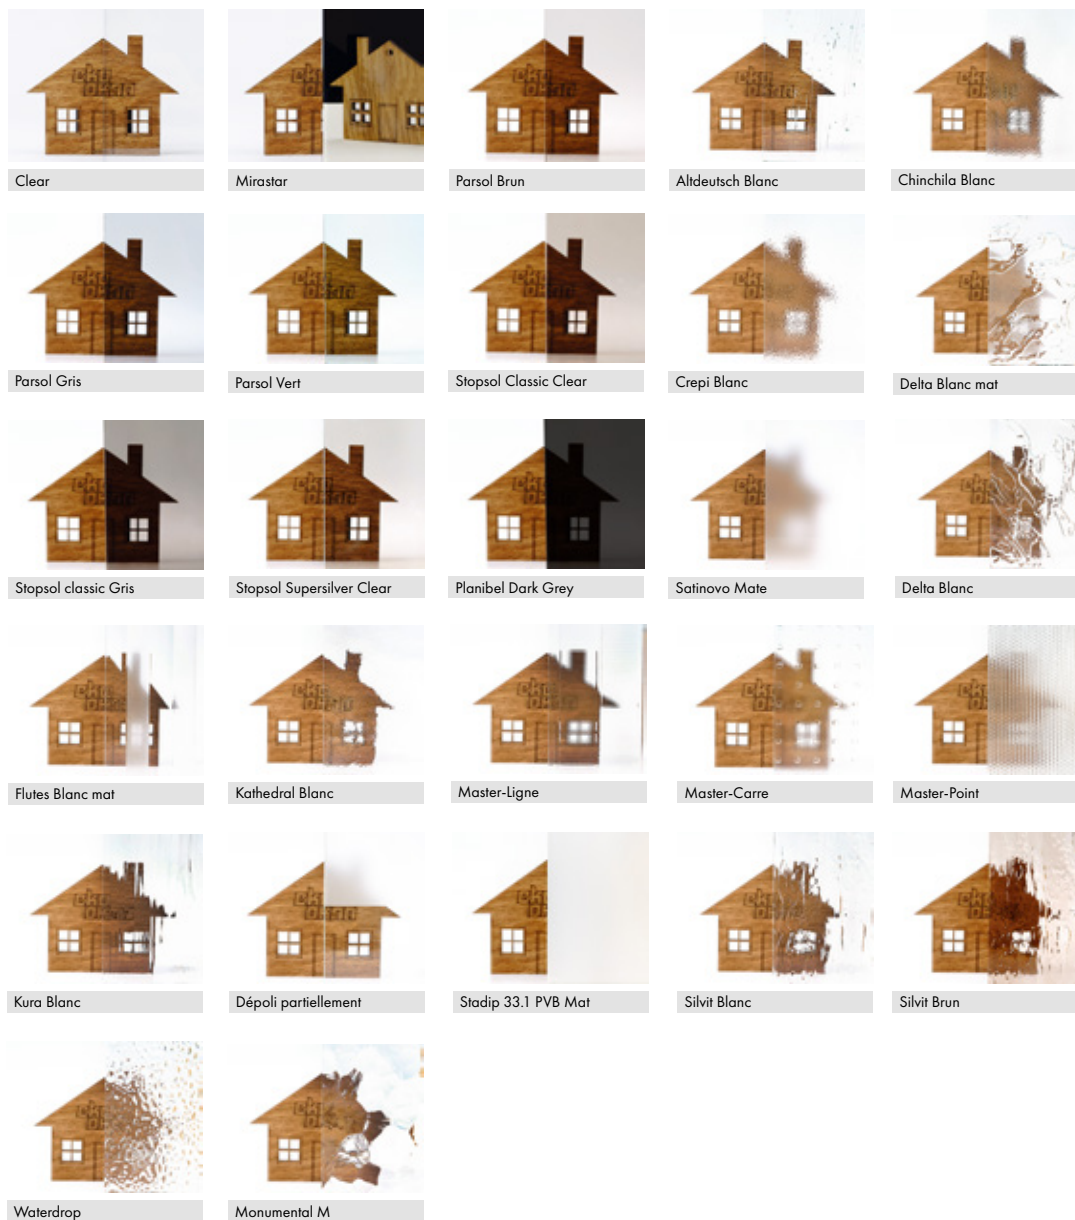 Clear
Mirastar
Parsol Brun
Altdeutsch Blanc
Chinchila Blanc
Parsol Gris
Parsol Vert
Stopsol Classic Clear
Crepi Blanc
Delta Blanc mat
Stopsol classic Gris
Stopsol Supersilver Clear
Planibel Dark Grey
Satinovo Mate
Delta Blanc
Flutes Blanc mat
Kathedral Blanc
Master-Ligne
Master-Carre
Master-Point
Kura Blanc
Dépoli partiellement
Stadip 33.1 PVB Mat
Silvit Blanc
Silvit Brun
Waterdrop
Monumental M